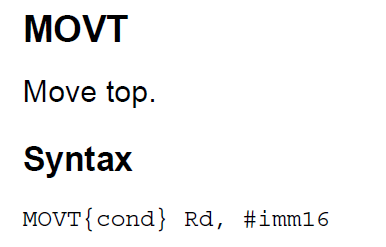 MOVT
Move top.
Syntax
MOVT{cond} Rd, #imm16